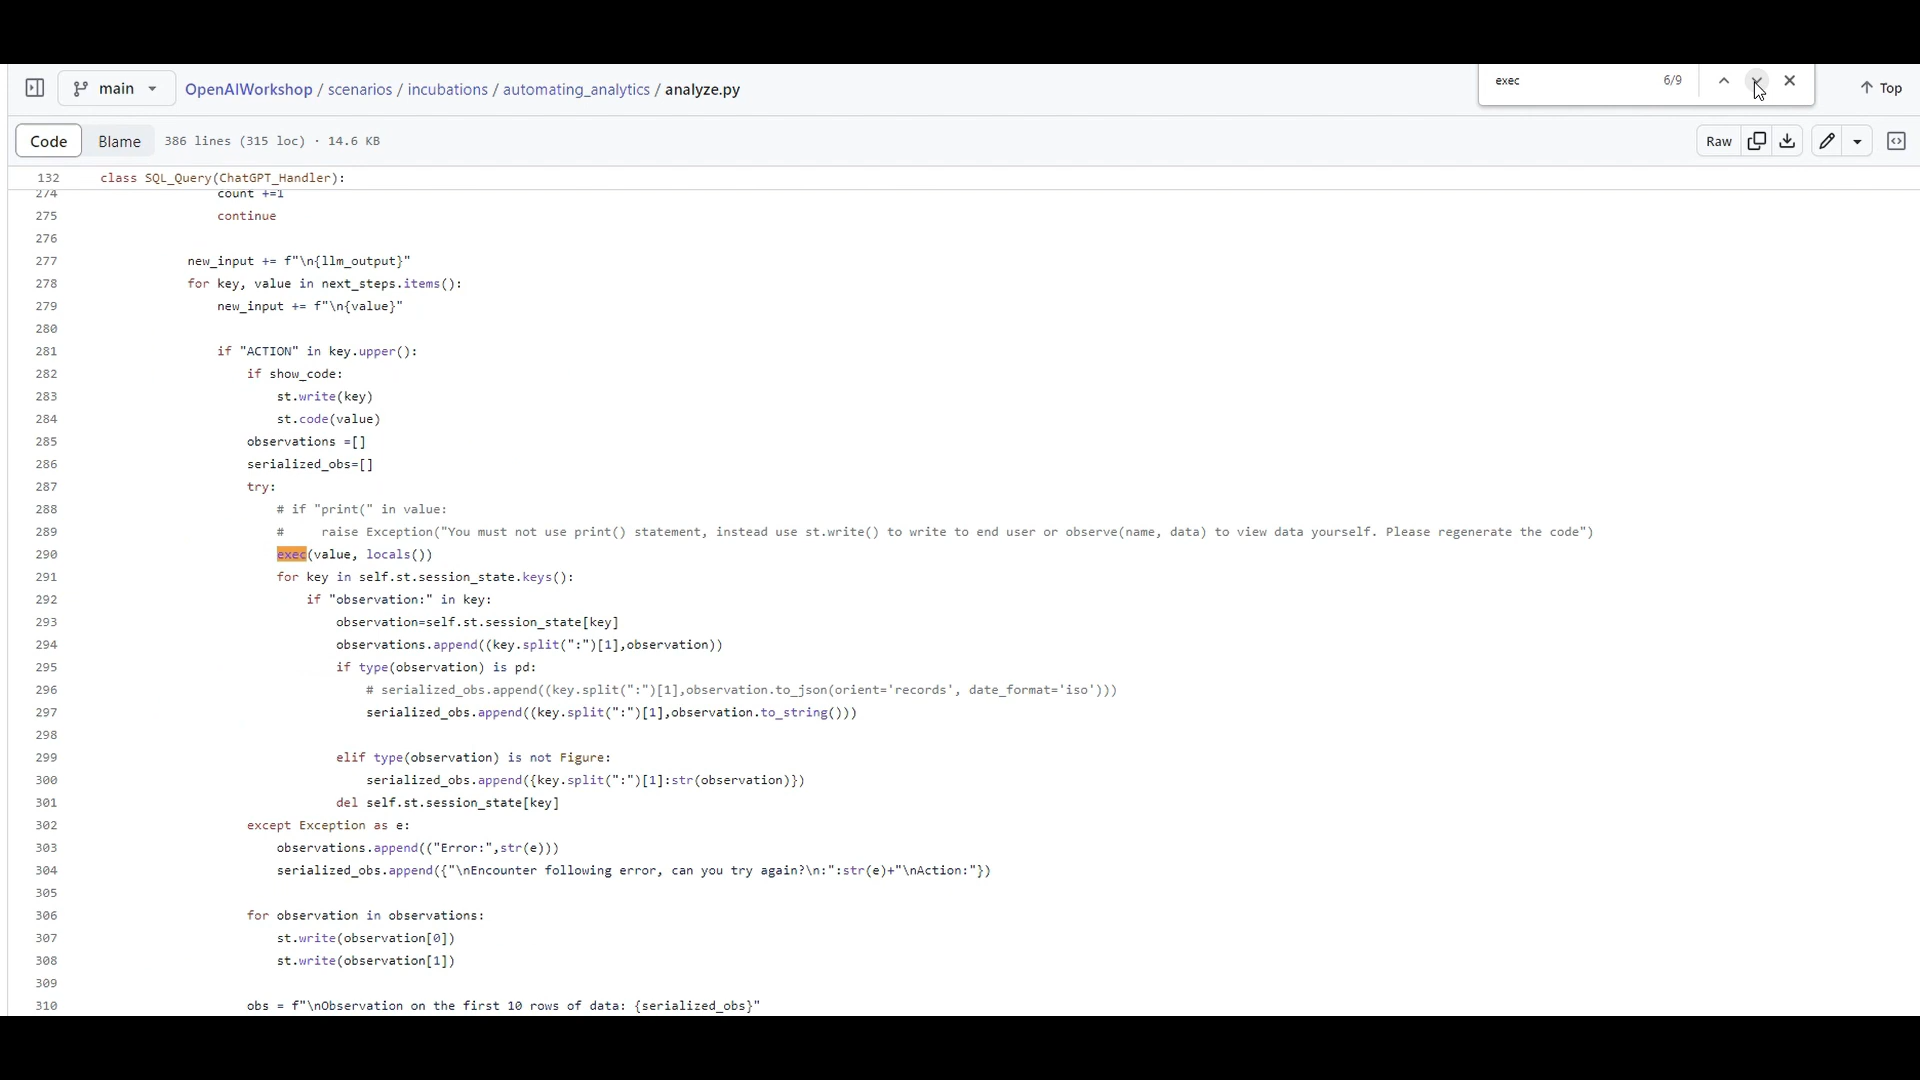 main
OpenAIWorkshop / scenarios / incubations / automating_analytics / analyze.py
exec
6/9
Top
Code
Blame
386 lines (315 loc) · 14.6 KB
Raw
132 class SQL_Query(ChatGPT_Handler):
274 count +=1
275 continue
276
277 new_input += f"\n{llm_output}"
278 for key, value in next_steps.items():
279 new_input += f"\n{value}"
280
281 if "ACTION" in key.upper():
282 if show_code:
283 st.write(key)
284 st.code(value)
285 observations =[]
286 serialized_obs=[]
287 try:
288 # if "print(" in value:
289 #     raise Exception("You must not use print() statement, instead use st.write() to write to end user or observe(name, data) to view data yourself. Please regenerate the code")
290 exec(value, locals())
291 for key in self.st.session_state.keys():
292 if "observation:" in key:
293 observation=self.st.session_state[key]
294 observations.append((key.split(":")[1],observation))
295 if type(observation) is pd:
296 # serialized_obs.append((key.split(":")[1],observation.to_json(orient='records', date_format='iso')))
297 serialized_obs.append((key.split(":")[1],observation.to_string()))
298
299 elif type(observation) is not Figure:
300 serialized_obs.append({key.split(":")[1]:str(observation)})
301 del self.st.session_state[key]
302 except Exception as e:
303 observations.append(("Error:",str(e)))
304 serialized_obs.append({"\nEncounter following error, can you try again?\n:":str(e)+"\nAction:"})
305
306 for observation in observations:
307 st.write(observation[0])
308 st.write(observation[1])
309
310 obs = f"\nObservation on the first 10 rows of data: {serialized_obs}"